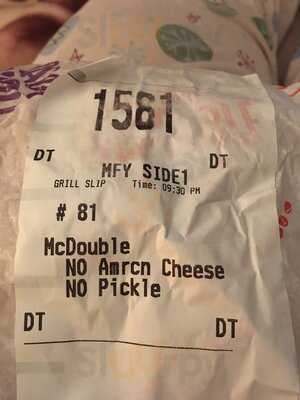 1581
DT DT
MFY SIDE1
GRILL SLIP Time: 09:30 PM
# 81
McDouble
NO Amrcn Cheese
NO Pickle
DT DT